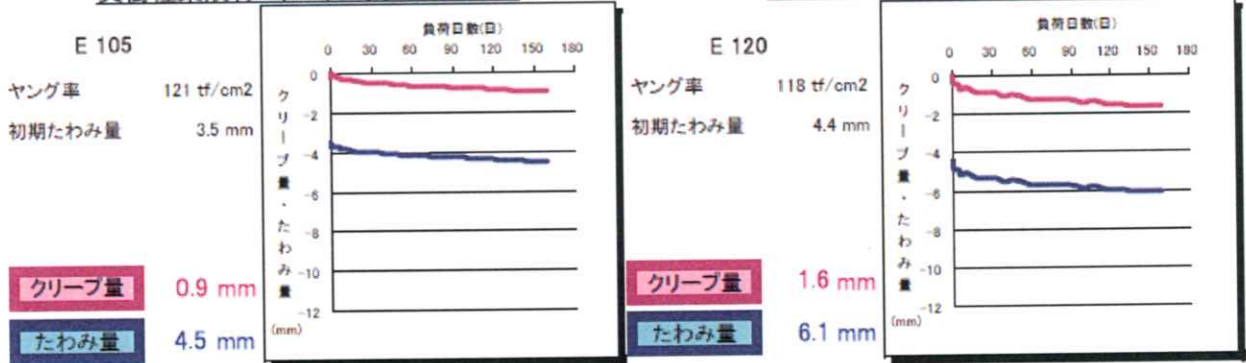 E 105
ヤング率 121 tf/cm2
初期たわみ量 3.5 mm
クリープ量 0.9 mm
たわみ量 4.5 mm
負荷日数(日)
0 30 60 90 120 150 180
クリープ量・たわみ量
0
-2
-4
-6
-8
-10
-12
(mm)
E 120
ヤング率 118 tf/cm2
初期たわみ量 4.4 mm
クリープ量 1.6 mm
たわみ量 6.1 mm
負荷日数(日)
0 30 60 90 120 150 180
クリープ量・たわみ量
0
-2
-4
-6
-8
-10
-12
(mm)